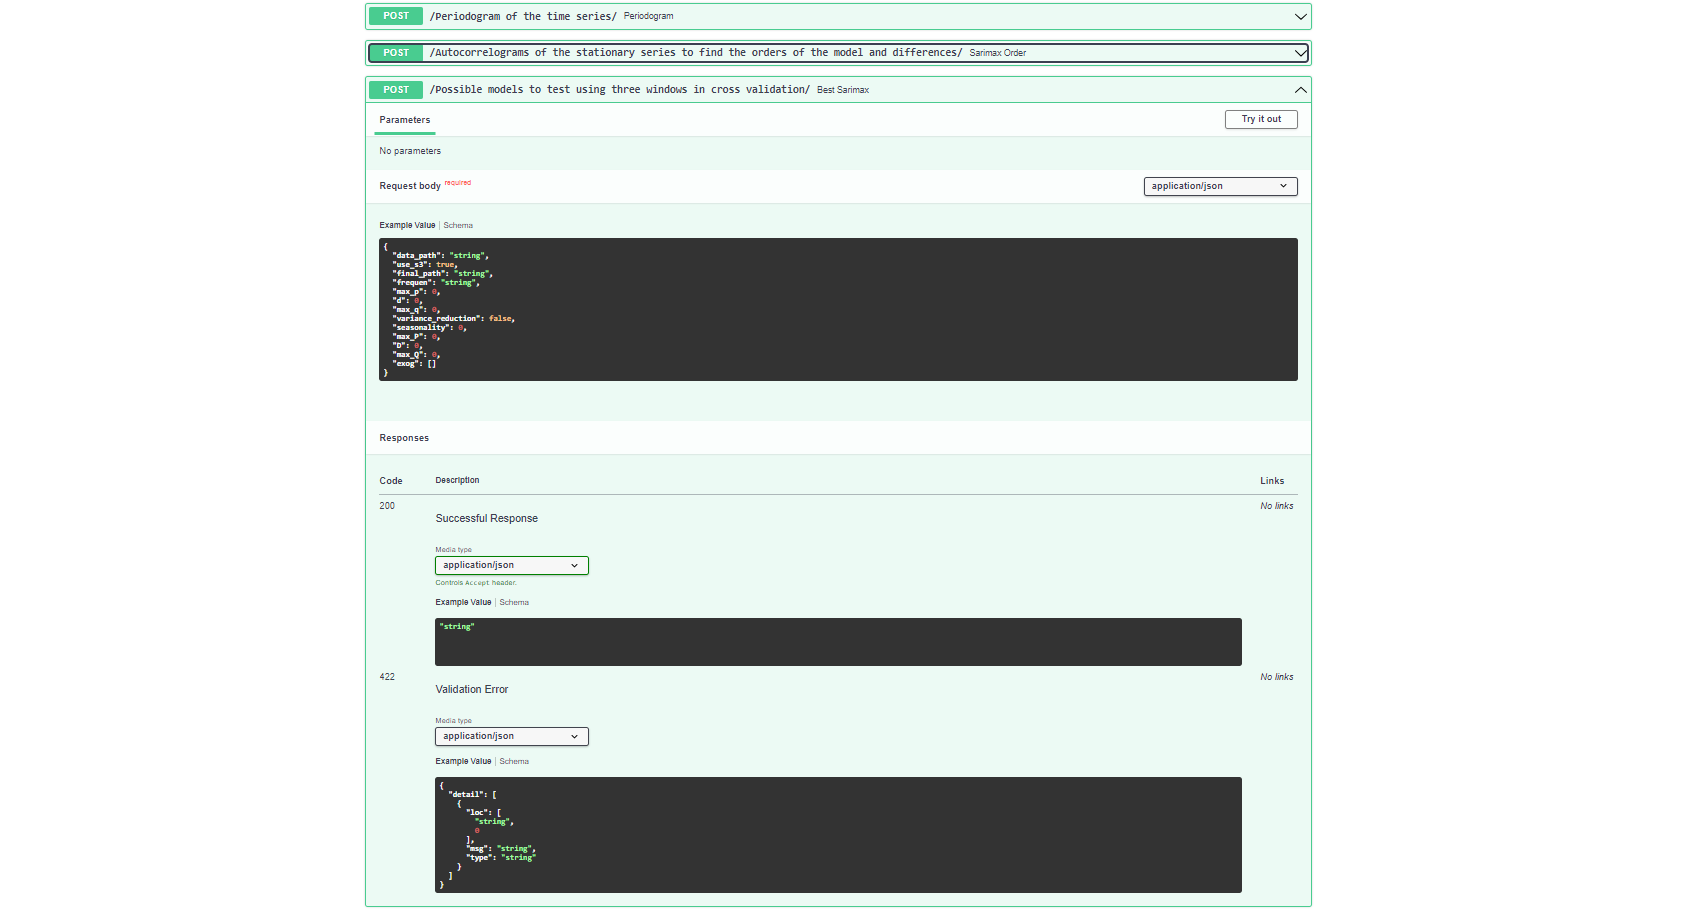 POST /Periodogram of the time series/ Periodogram
POST /Autocorrelograms of the stationary series to find the orders of the model and differences/ Sarimax Order
POST /Possible models to test using three windows in cross validation/ Best Sarimax
Parameters
Try it out
No parameters
Request body required
application/json
Example Value | Schema
{
"data_path": "string",
"use_s3": true,
"final_path": "string",
"frequen": "string",
"max_p": 0,
"d": 0,
"max_q": 0,
"variance_reduction": false,
"seasonality": 0,
"max_P": 0,
"D": 0,
"max_Q": 0,
"exog": []
}
Responses
Code Description Links
200 No links
Successful Response
Media type
application/json
Controls Accept header.
Example Value | Schema
"string"
422 No links
Validation Error
Media type
application/json
Example Value | Schema
{
"detail": [
{
"loc": [
"string",
0
],
"msg": "string",
"type": "string"
}
]
}